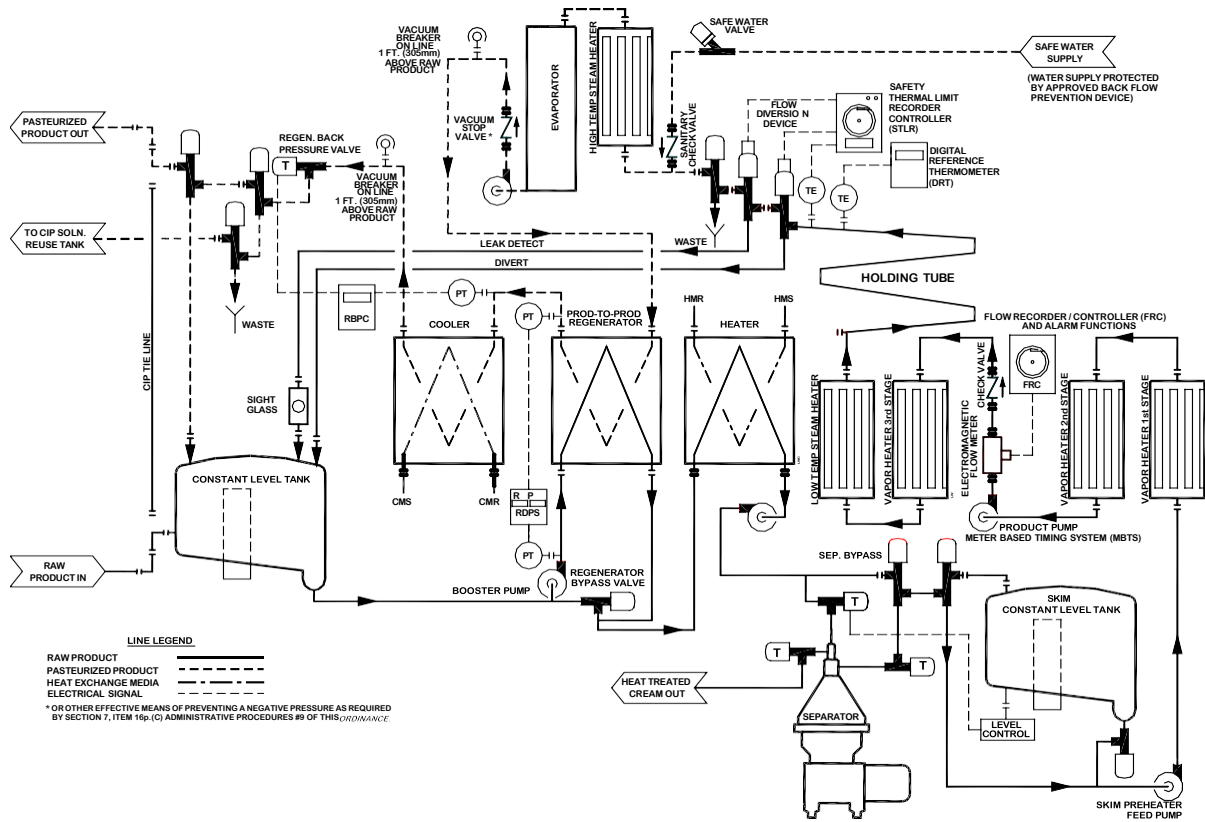 VACUUM
BREAKER
ON LINE
1 FT. (305mm)
ABOVE RAW
PRODUCT
SAFE WATER
VALVE
SAFE WATER
SUPPLY
(WATER SUPPLY PROTECTED
BY APPROVED BACK FLOW
PREVENTION DEVICE)
EVAPORATOR
HIGH TEMP STEAM HEATER
VACUUM
STOP
VALVE *
SANITARY
CHECK VALVE
FLOW
DIVERSIO N
DEVICE
SAFETY
THERMAL LIMIT
RECORDER
CONTROLLER
(STLR)
DIGITAL
REFERENCE
THERMOMETER
(DRT)
TE
TE
PASTEURIZED
PRODUCT OUT
REGEN. BACK
PRESSURE VALVE
T
VACUUM
BREAKER
ON LINE
1 FT. (305mm)
ABOVE RAW
PRODUCT
TO CIP SOLN.
REUSE TANK
WASTE
WASTE
LEAK DETECT
DIVERT
HOLDING TUBE
RBPC
PT
PT
COOLER
PROD-TO-PROD
REGENERATOR
HMR
HMS
HEATER
FLOW RECORDER / CONTROLLER (FRC)
AND ALARM FUNCTIONS
FRC
CIP TIE LINE
SIGHT
GLASS
LOW TEMP STEAM HEATER
VAPOR HEATER 3rd STAGE
ELECTROMAGNETIC
FLOW METER
CHECK VALVE
VAPOR HEATER 2nd STAGE
VAPOR HEATER 1st STAGE
CONSTANT LEVEL TANK
CMS
CMR
R P
RDPS
PT
PRODUCT PUMP
METER BASED TIMING SYSTEM (MBTS)
RAW
PRODUCT IN
BOOSTER PUMP
REGENERATOR
BYPASS VALVE
SEP. BYPASS
SKIM
CONSTANT LEVEL TANK
T
T
T
HEAT TREATED
CREAM OUT
SEPARATOR
LEVEL
CONTROL
SKIM PREHEATER
FEED PUMP
LINE LEGEND
RAW PRODUCT
PASTEURIZED PRODUCT
HEAT EXCHANGE MEDIA
ELECTRICAL SIGNAL
* OR OTHER EFFECTIVE MEANS OF PREVENTING A NEGATIVE PRESSURE AS REQUIRED
BY SECTION 7, ITEM 16p.(C) ADMINISTRATIVE PROCEDURES #9 OF THIS ORDINANCE.